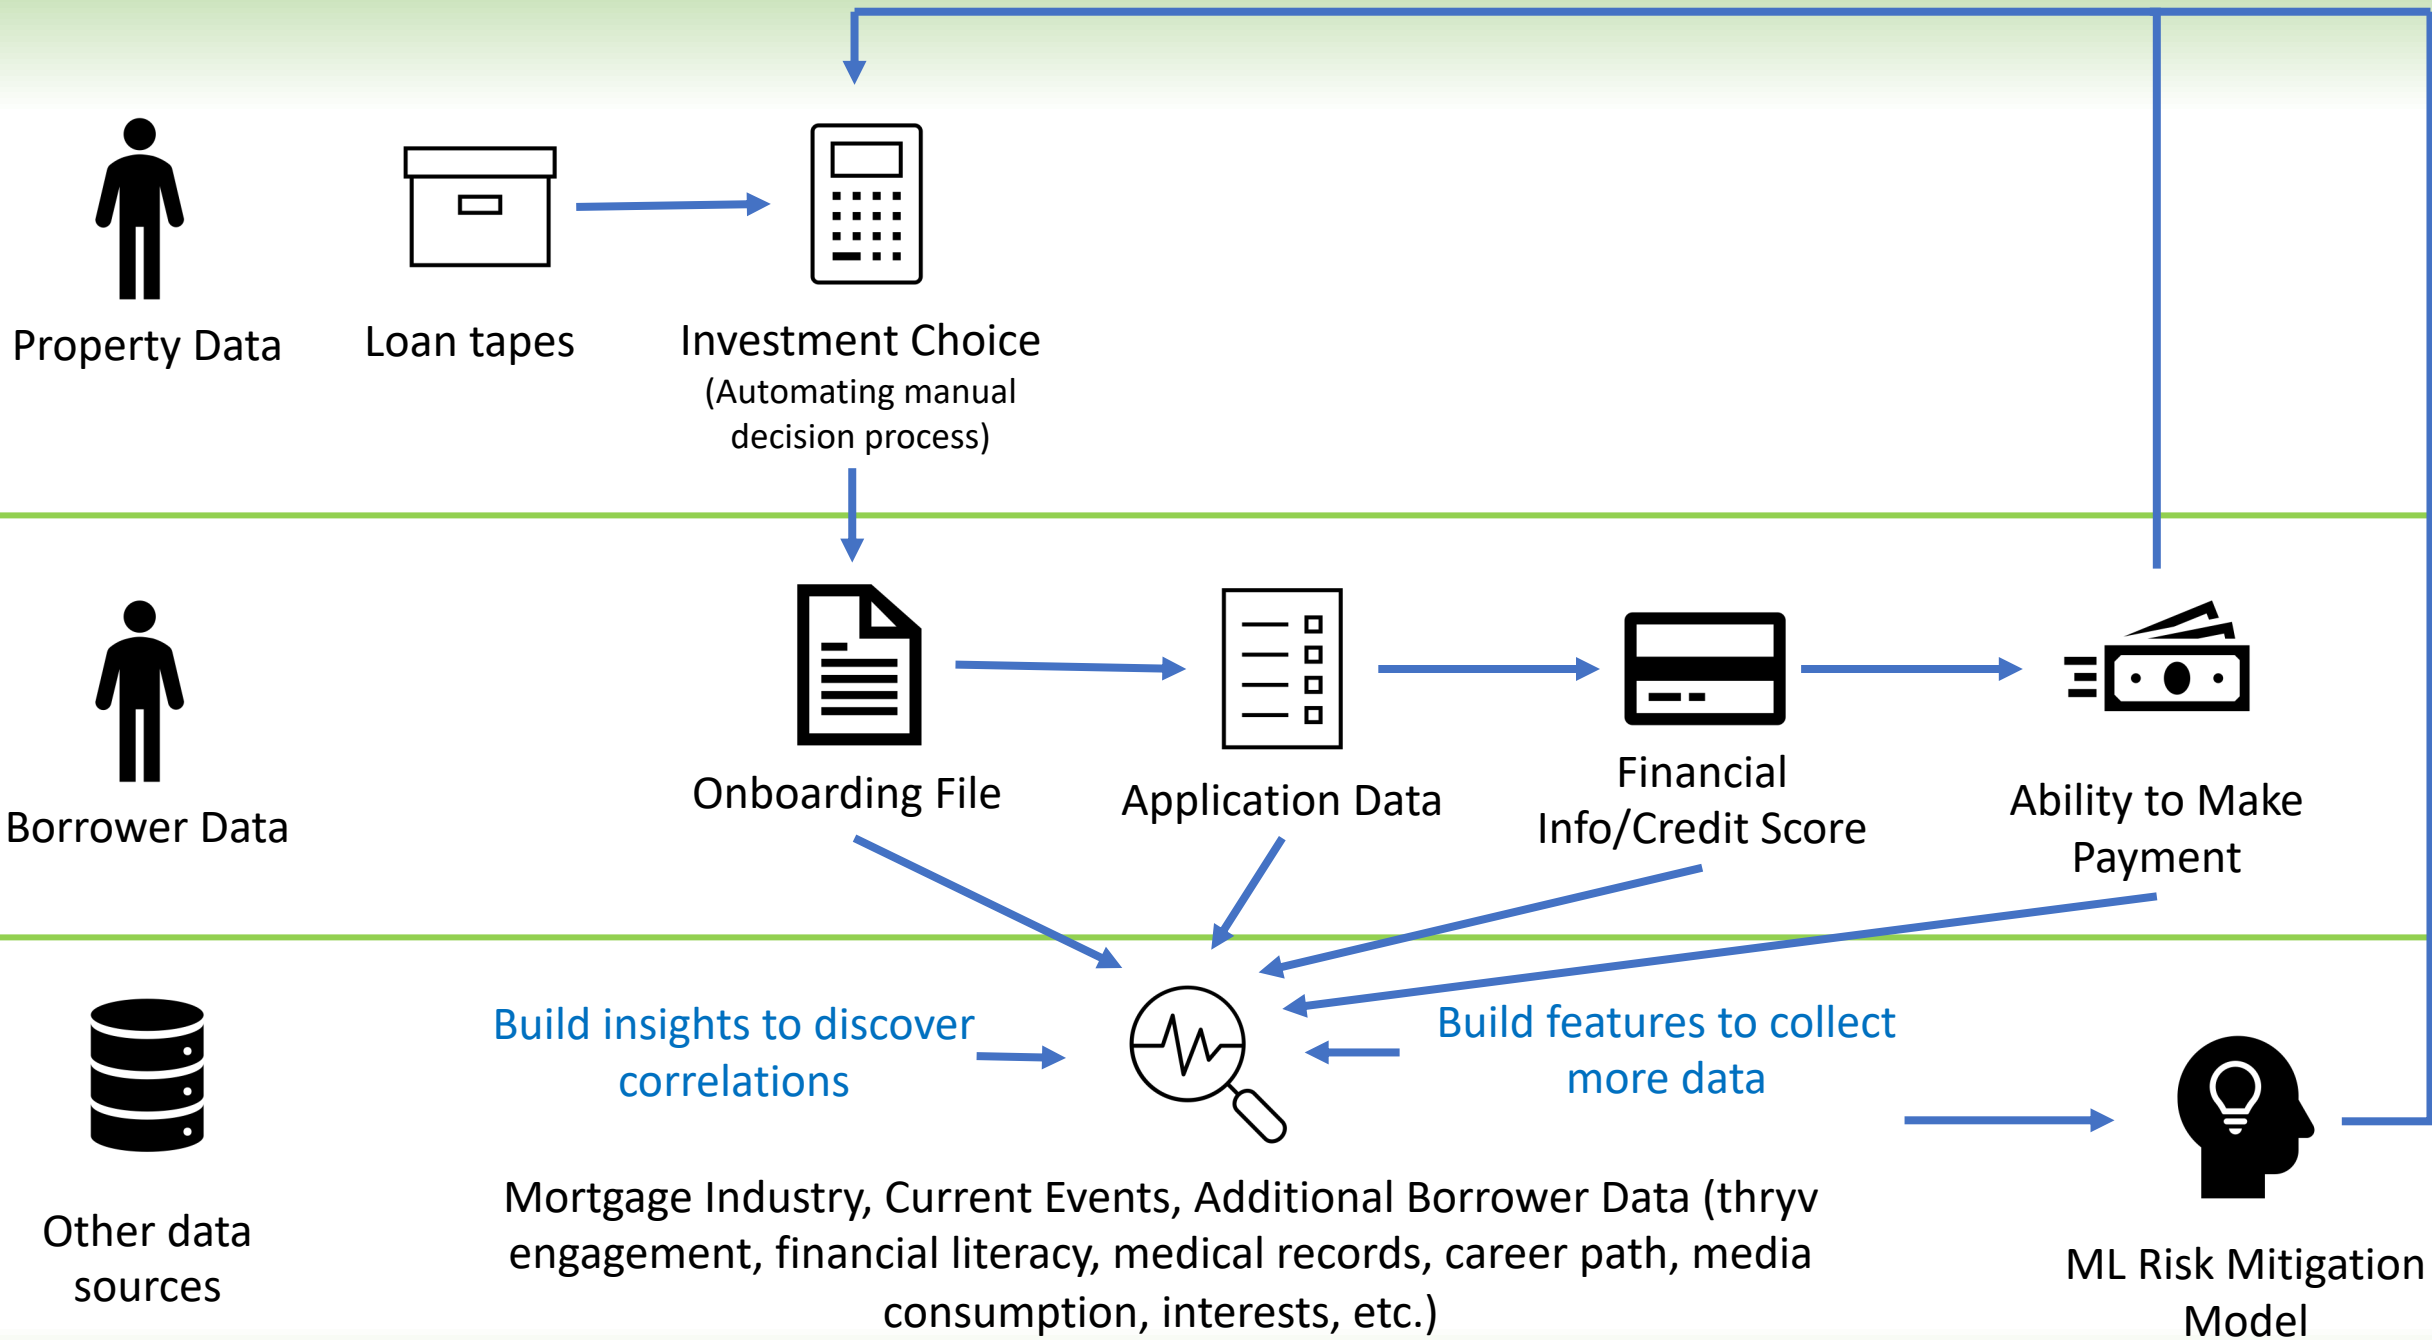 Property Data
Loan tapes
Investment Choice
(Automating manual
decision process)
Borrower Data
Onboarding File
Application Data
Financial
Info/Credit Score
Ability to Make
Payment
Other data
sources
Build insights to discover
correlations
Build features to collect
more data
Mortgage Industry, Current Events, Additional Borrower Data (thryv
engagement, financial literacy, medical records, career path, media
consumption, interests, etc.)
ML Risk Mitigation
Model